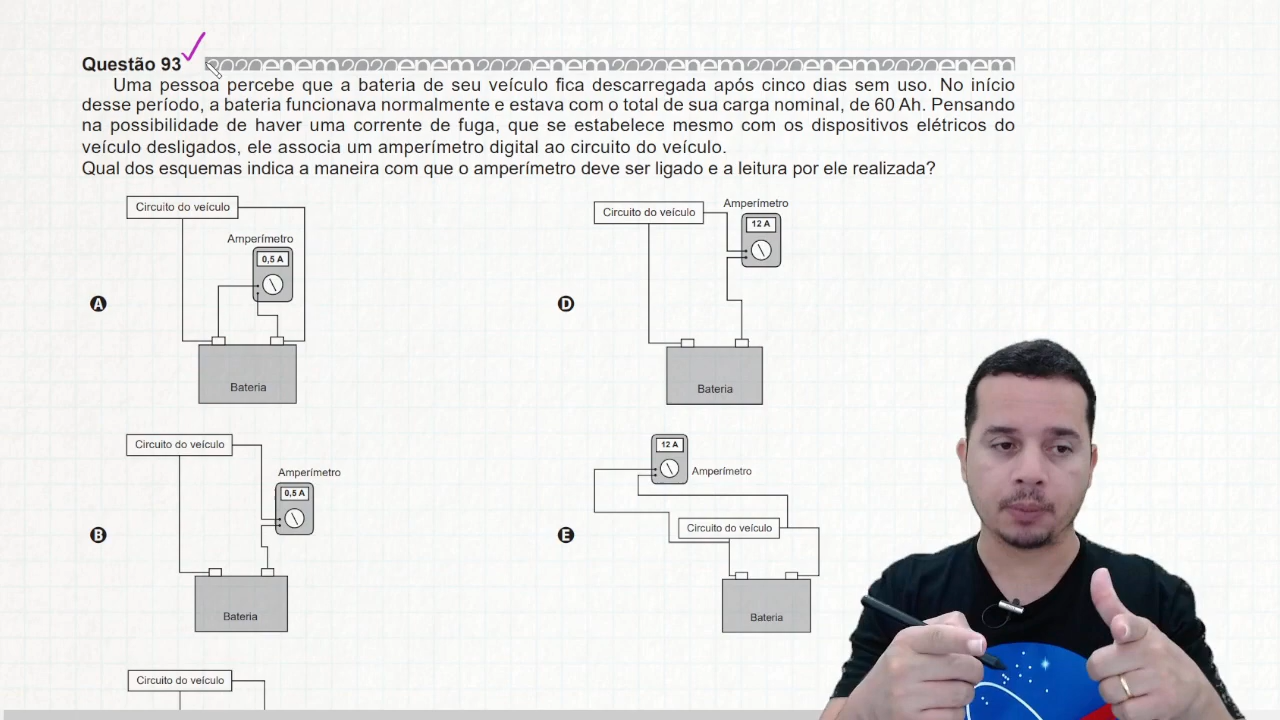 Questão 93
2020enem2020enem2020enem2020enem2020enem2020enem2020enem2020enem
Uma pessoa percebe que a bateria de seu veículo fica descarregada após cinco dias sem uso. No início
desse período, a bateria funcionava normalmente e estava com o total de sua carga nominal, de 60 Ah. Pensando
na possibilidade de haver uma corrente de fuga, que se estabelece mesmo com os dispositivos elétricos do
veículo desligados, ele associa um amperímetro digital ao circuito do veículo.
Qual dos esquemas indica a maneira com que o amperímetro deve ser ligado e a leitura por ele realizada?
Circuito do veículo
Amperímetro
0,5 A
A
Bateria
Circuito do veículo
Amperímetro
0,5 A
B
Bateria
Circuito do veículo
Amperímetro
12 A
Circuito do veículo
D
Bateria
12 A
Amperímetro
Circuito do veículo
E
Bateria